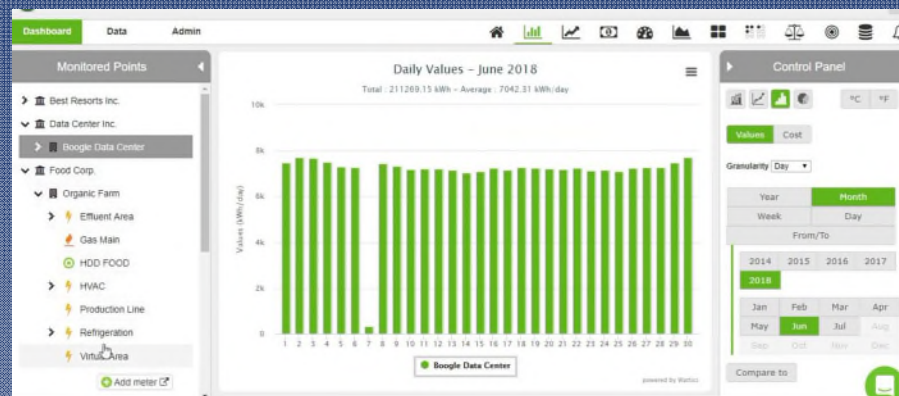 Dashboard Data Admin
Monitored Points
Best Resorts Inc.
Data Center Inc.
Boogle Data Center
Food Corp.
Organic Farm
Effluent Area
Gas Main
HDD FOOD
HVAC
Production Line
Refrigeration
Virtual Area
Add meter
Daily Values - June 2018
Total : 211269.15 kWh - Average : 7042.31 kWh/day
Values (kWh/day)
10k
8k
6k
4k
2k
0
1 2 3 4 5 6 7 8 9 10 11 12 13 14 15 16 17 18 19 20 21 22 23 24 25 26 27 28 29 30
Boogle Data Center
powered by Wattics
Control Panel
°C °F
Values Cost
Granularity Day
Year Month
Week Day
From/To
2014 2015 2016 2017
2018
Jan Feb Mar Apr
May Jun Jul Aug
Sep Oct Nov Dec
Compare to